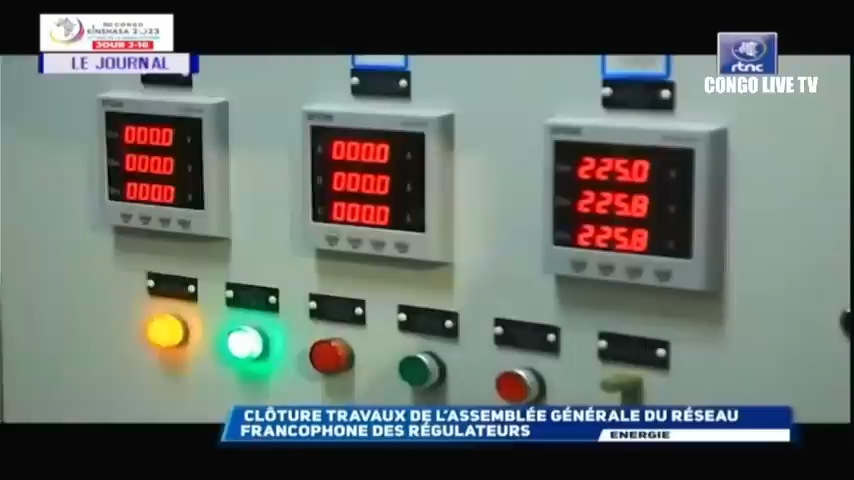 RD CONGO
KINSHASA 2023
JOUR J-16
LE JOURNAL
rtnc
CONGO LIVE TV
000.0
000.0
000.0
A 000.0 A
B 000.0 A
C 000.0 A
225.0
225.8
225.8
CLÔTURE TRAVAUX DE L'ASSEMBLÉE GÉNÉRALE DU RÉSEAU
FRANCOPHONE DES RÉGULATEURS
ENERGIE